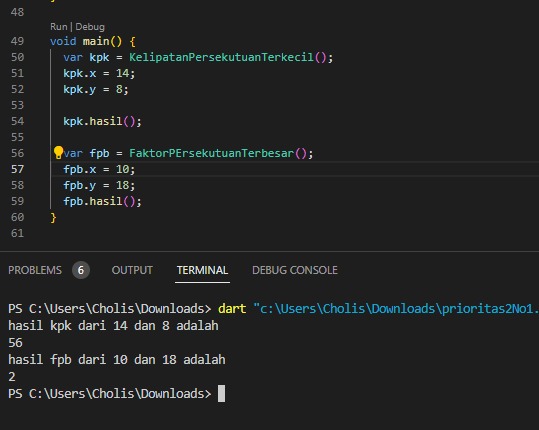 48
Run | Debug
49 void main() {
50 var kpk = KelipatanPersekutuanTerkecil();
51 kpk.x = 14;
52 kpk.y = 8;
53
54 kpk.hasil();
55
56 var fpb = FaktorPErsekutuanTerbesar();
57 fpb.x = 10;
58 fpb.y = 18;
59 fpb.hasil();
60 }
61
PROBLEMS 6 OUTPUT TERMINAL DEBUG CONSOLE
PS C:\Users\Cholis\Downloads> dart "c:\Users\Cholis\Downloads\prioritas2No1.
hasil kpk dari 14 dan 8 adalah
56
hasil fpb dari 10 dan 18 adalah
2
PS C:\Users\Cholis\Downloads>